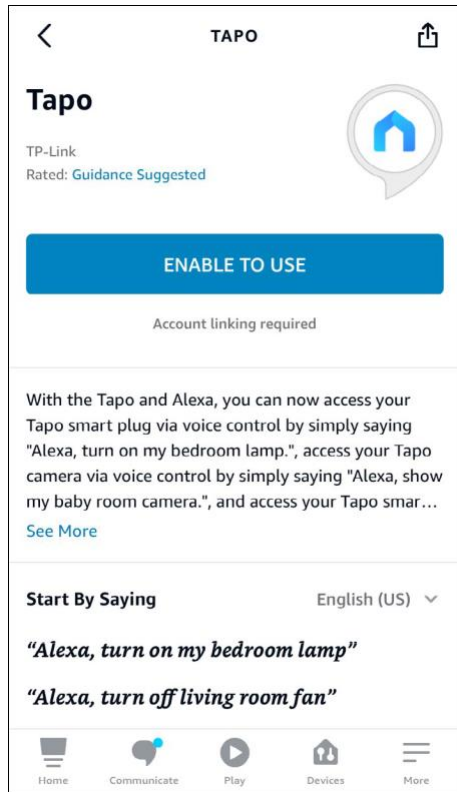 TAPO
Tapo
TP-Link
Rated: Guidance Suggested
ENABLE TO USE
Account linking required
With the Tapo and Alexa, you can now access your
Tapo smart plug via voice control by simply saying
"Alexa, turn on my bedroom lamp.", access your Tapo
camera via voice control by simply saying "Alexa, show
my baby room camera.", and access your Tapo smar...
See More
Start By Saying English (US)
“Alexa, turn on my bedroom lamp”
“Alexa, turn off living room fan”
Home Communicate Play Devices More